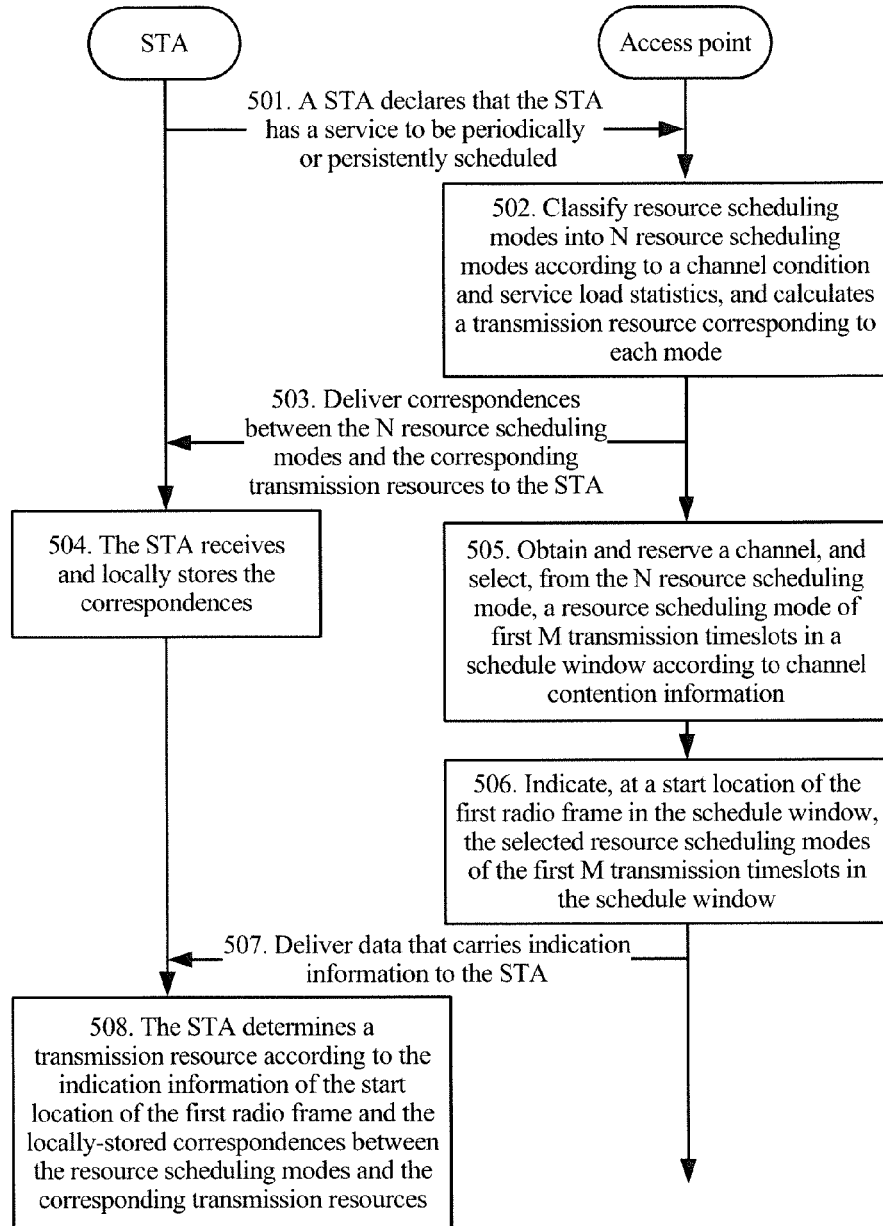 STA
Access point
501. A STA declares that the STA
has a service to be periodically
or persistently scheduled
502. Classify resource scheduling
modes into N resource scheduling
modes according to a channel condition
and service load statistics, and calculates
a transmission resource corresponding to
each mode
503. Deliver correspondences
between the N resource scheduling
modes and the corresponding
transmission resources to the STA
504. The STA receives
and locally stores the
correspondences
505. Obtain and reserve a channel, and
select, from the N resource scheduling
mode, a resource scheduling mode of
first M transmission timeslots in a
schedule window according to channel
contention information
506. Indicate, at a start location of the
first radio frame in the schedule window,
the selected resource scheduling modes
of the first M transmission timeslots in
the schedule window
507. Deliver data that carries indication
information to the STA
508. The STA determines a
transmission resource according to the
indication information of the start
location of the first radio frame and the
locally-stored correspondences between
the resource scheduling modes and the
corresponding transmission resources